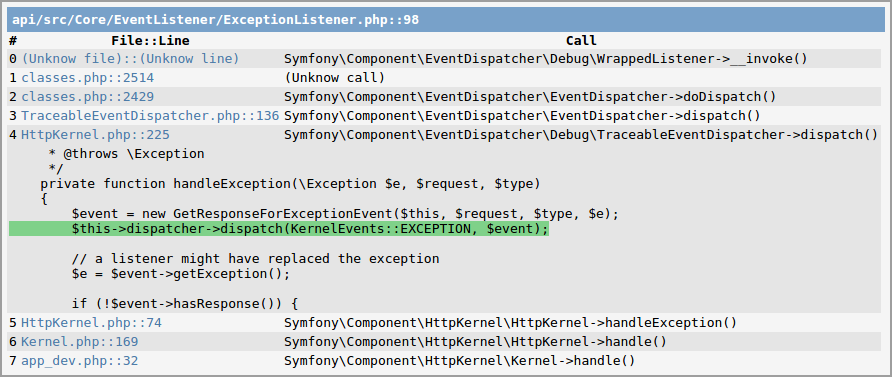 api/src/Core/EventListener/ExceptionListener.php::98
# File::Line Call
0 (Unknow file)::(Unknow line) Symfony\Component\EventDispatcher\Debug\WrappedListener->__invoke()
1 classes.php::2514 (Unknow call)
2 classes.php::2429 Symfony\Component\EventDispatcher\EventDispatcher->doDispatch()
3 TraceableEventDispatcher.php::136 Symfony\Component\EventDispatcher\EventDispatcher->dispatch()
4 HttpKernel.php::225 Symfony\Component\EventDispatcher\Debug\TraceableEventDispatcher->dispatch()
* @throws \Exception
*/
private function handleException(\Exception $e, $request, $type)
{
$event = new GetResponseForExceptionEvent($this, $request, $type, $e);
$this->dispatcher->dispatch(KernelEvents::EXCEPTION, $event);
// a listener might have replaced the exception
$e = $event->getException();
if (!$event->hasResponse()) {
5 HttpKernel.php::74 Symfony\Component\HttpKernel\HttpKernel->handleException()
6 Kernel.php::169 Symfony\Component\HttpKernel\HttpKernel->handle()
7 app_dev.php::32 Symfony\Component\HttpKernel\Kernel->handle()